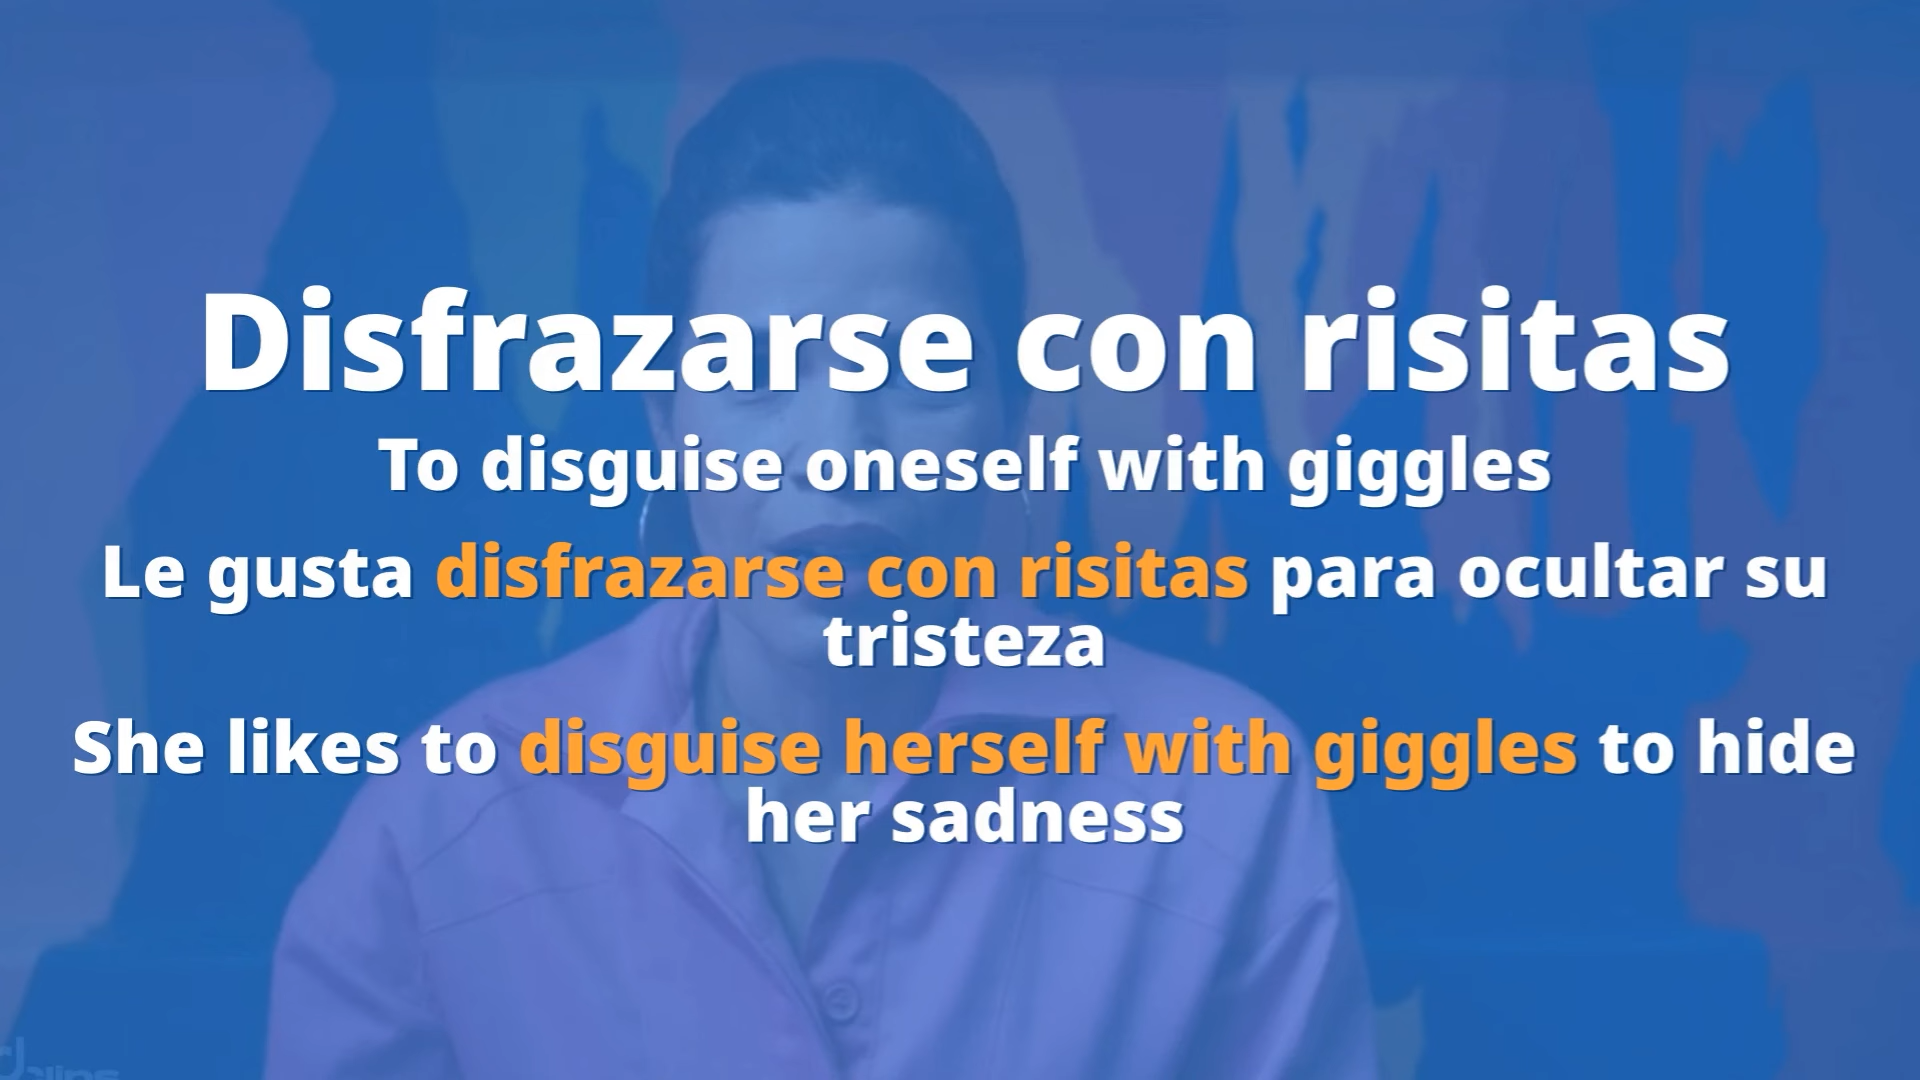 Disfrazarse con risitas
To disguise oneself with giggles
Le gusta disfrazarse con risitas para ocultar su
tristeza
She likes to disguise herself with giggles to hide
her sadness